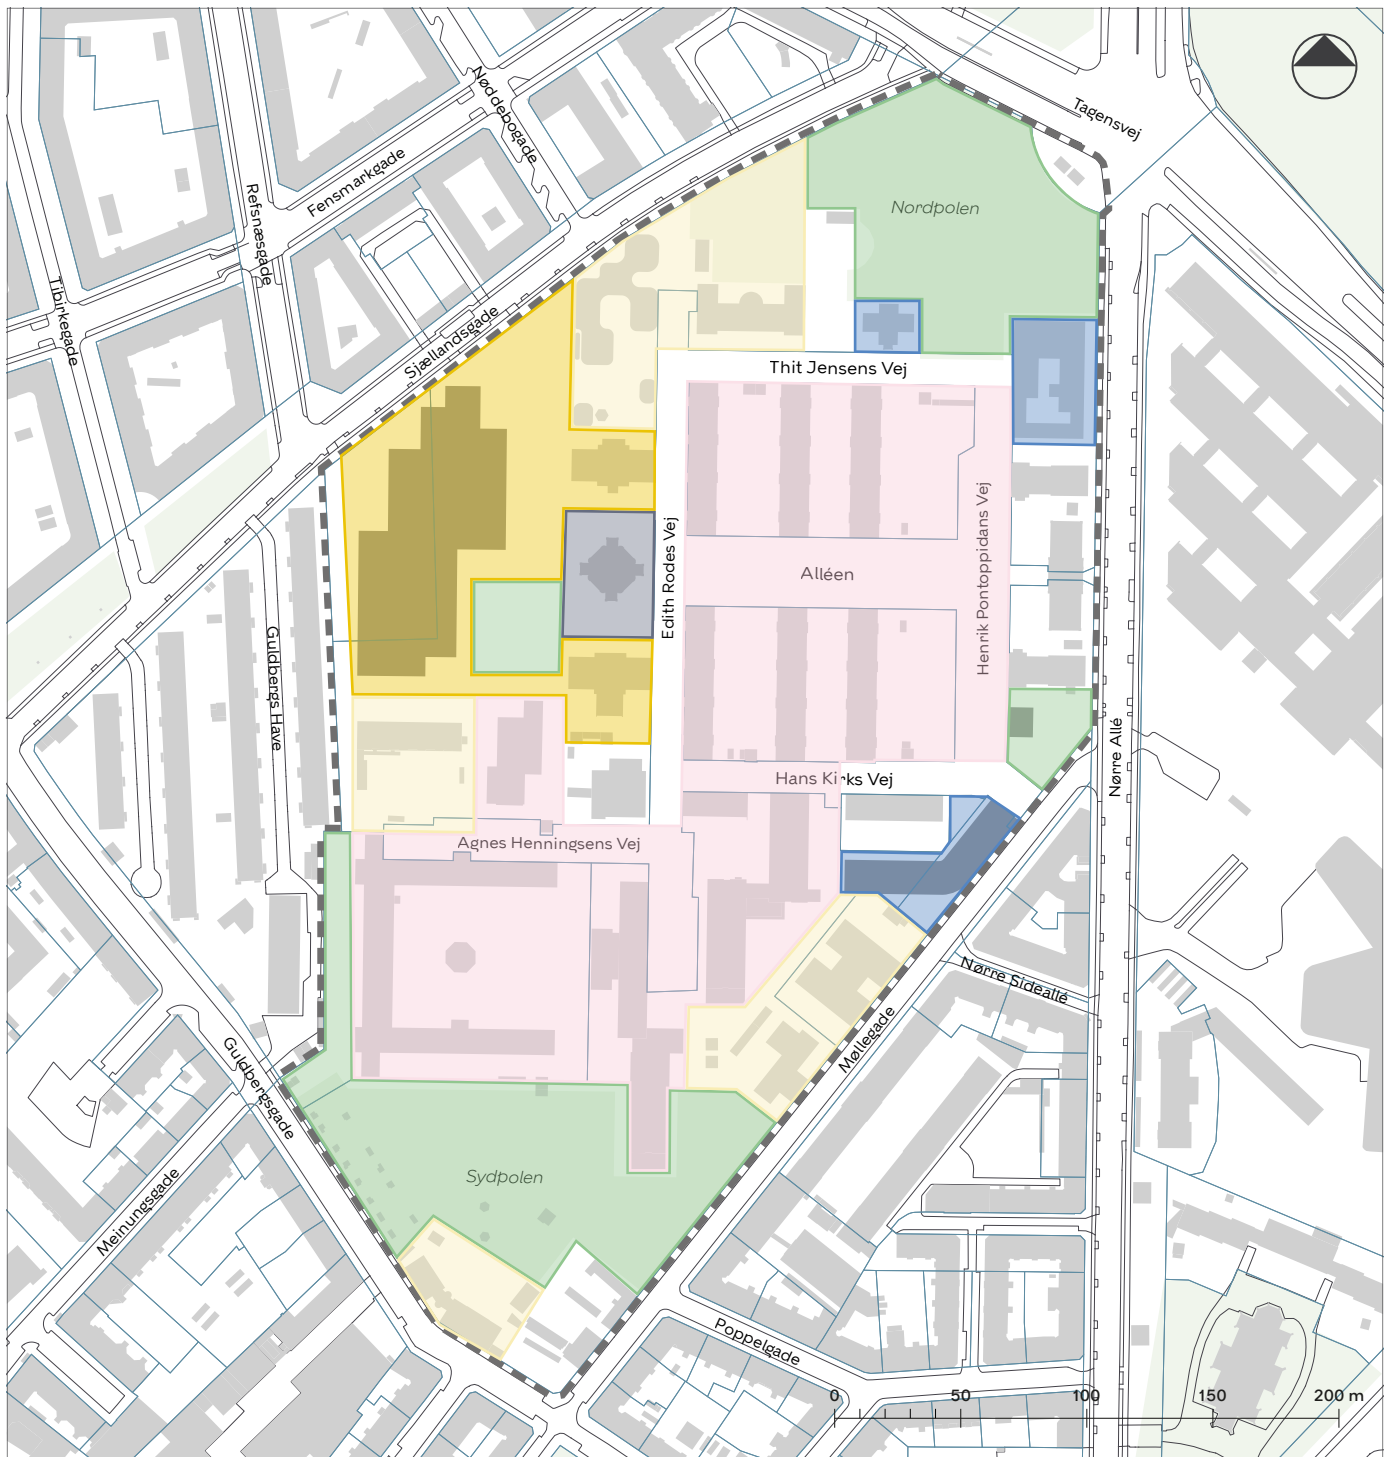 Nøddebogade
Tagensvej
Fensmarkgade
Refsnæsgade
Nordpolen
Tibirkegade
Sjællandsgade
Thit Jensens Vej
Edith Rodes Vej
Henrik Pontoppidans Vej
Alléen
Guldbergs Have
Nørre Allé
Hans Kirks Vej
Agnes Henningsens Vej
Nørre Sideallé
Møllegade
Guldbergsgade
Sydpolen
Meinungsgade
Poppelgade
0 50 100 150 200 m